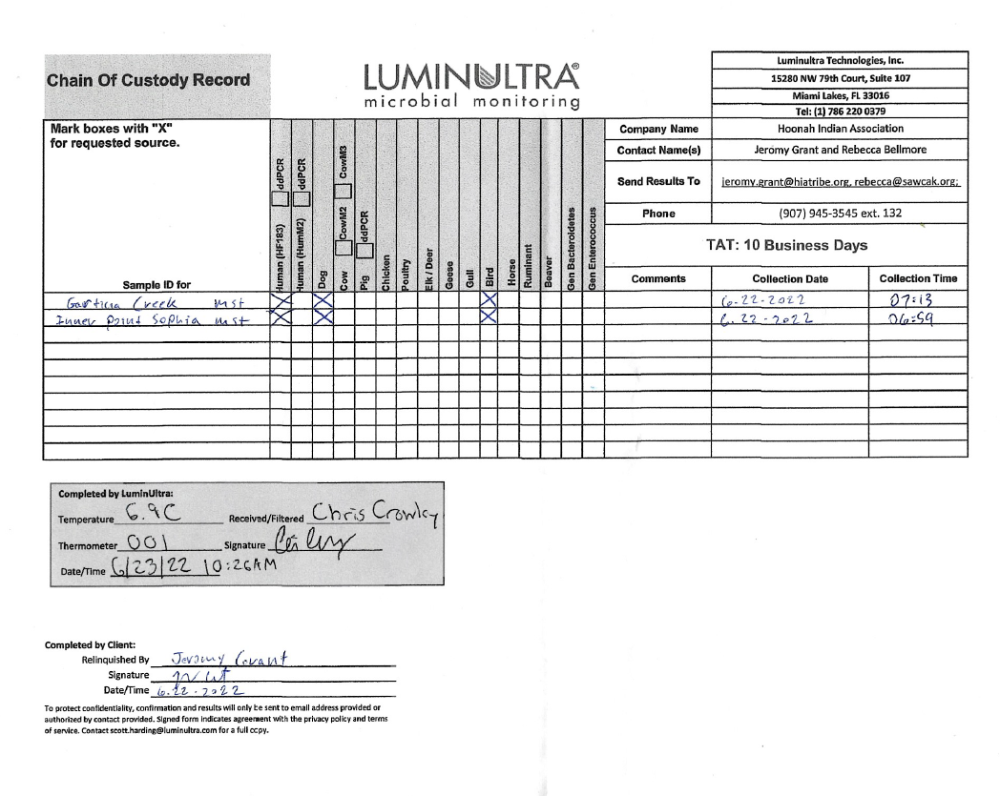 Chain Of Custody Record
LUMINULTRA®
microbial monitoring
Luminultra Technologies, Inc.
15280 NW 79th Court, Suite 107
Miami Lakes, FL 33016
Tel: (1) 786 220 0379
Mark boxes with "X"
for requested source.
Company Name Hoonah Indian Association
Contact Name(s) Jeromy Grant and Rebecca Bellmore
Send Results To jeromy.grant@hiatribe.org, rebecca@sawcak.org;
Phone (907) 945-3545 ext. 132
TAT: 10 Business Days
Sample ID for
Human (HF183) ddPCR
Human (HumM2) ddPCR
Dog
Cow CowM2 CowM3
Pig ddPCR
Chicken
Poultry
Elk / Deer
Geese
Gull
Bird
Horse
Ruminant
Beaver
Gen Bacteroidetes
Gen Enterococcus
Comments Collection Date Collection Time
Creek mst X X X 6-22-2022 07:13
Inner Point Sophia mst X X X 6.22-2022 06:59
Completed by LuminUltra:
Temperature 6.9C Received/Filtered Chris Crowley
Thermometer 001 Signature
Date/Time 6/23/22 10:26AM
Completed by Client:
Relinquished By Jeromy Grant
Signature
Date/Time 6.22-2022
To protect confidentiality, confirmation and results will only be sent to email address provided or
authorized by contact provided. Signed form indicates agreement with the privacy policy and terms
of service. Contact scott.harding@luminultra.com for a full copy.